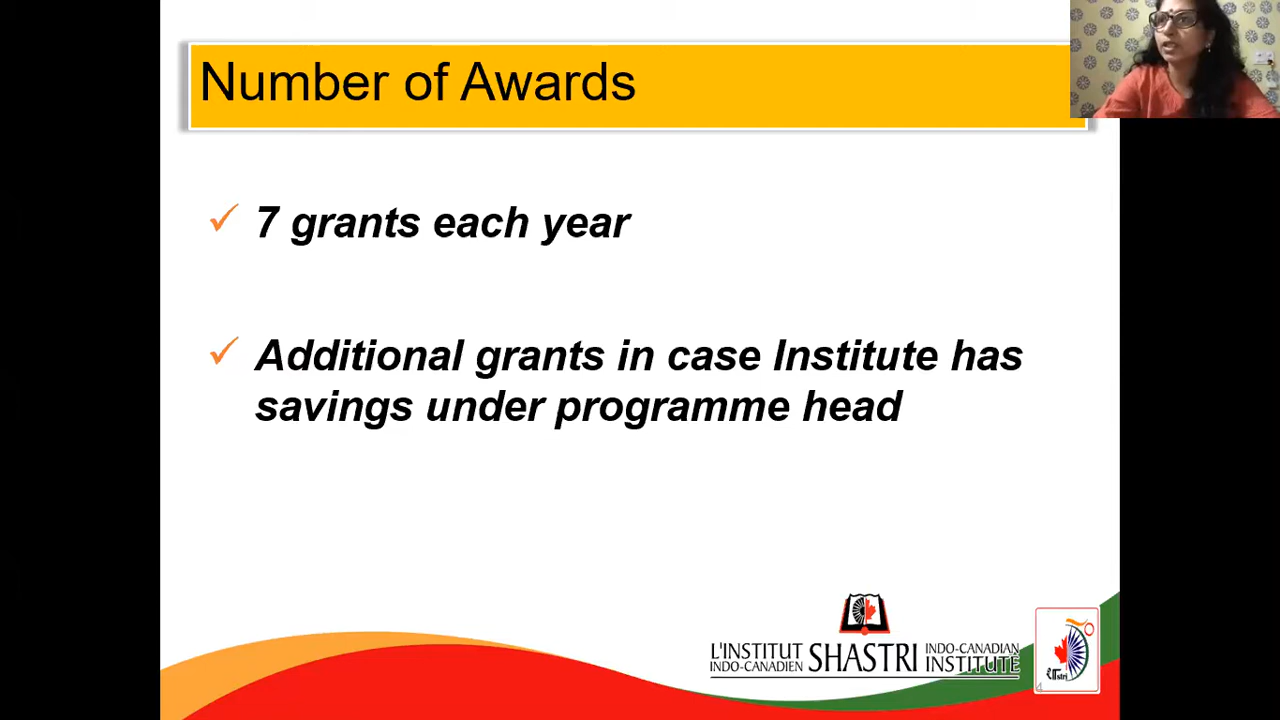 Number of Awards
7 grants each year
Additional grants in case Institute has
savings under programme head
L'INSTITUT SHASTRI INDO-CANADIAN
INDO-CANADIEN INSTITUTE